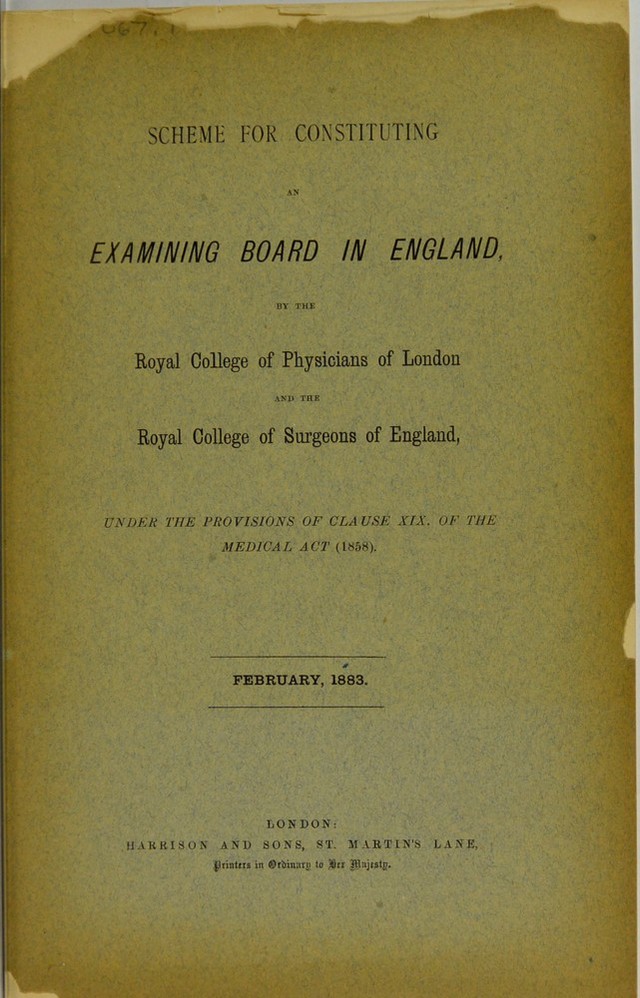 067.1
SCHEME FOR CONSTITUTING
AN
EXAMINING BOARD IN ENGLAND,
BY THE
Royal College of Physicians of London
AND THE
Royal College of Surgeons of England,
UNDER THE PROVISIONS OF CLAUSE XIX. OF THE
MEDICAL ACT (1858).
FEBRUARY, 1883.
LONDON:
HARRISON AND SONS, ST. MARTIN'S LANE,
Printers in Ordinary to Her Majesty.